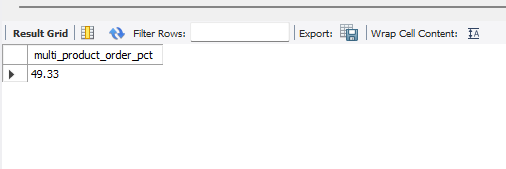 Result Grid Filter Rows: Export: Wrap Cell Content:
multi_product_order_pct
49.33